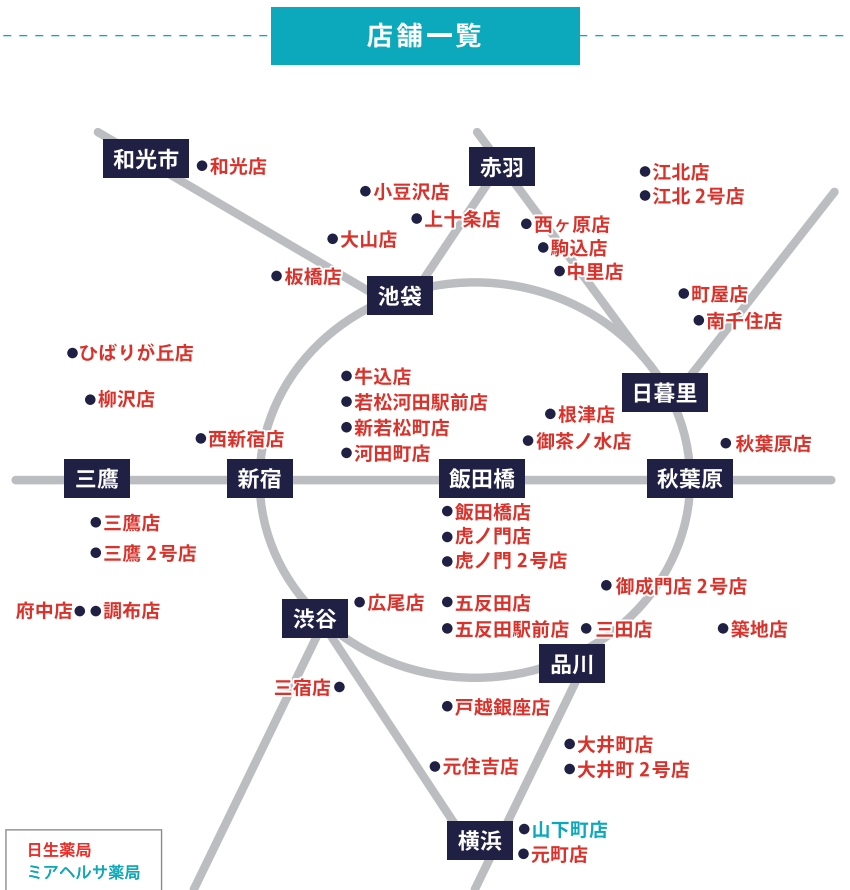 店舗一覧
和光市
和光店
赤羽
江北店
江北 2号店
小豆沢店
上十条店
大山店
板橋店
西ヶ原店
駒込店
中里店
池袋
町屋店
南千住店
ひばりが丘店
柳沢店
西新宿店
牛込店
若松河田駅前店
新若松町店
河田町店
日暮里
根津店
御茶ノ水店
秋葉原店
三鷹
新宿
飯田橋
秋葉原
三鷹店
三鷹 2号店
府中店
調布店
飯田橋店
虎ノ門店
虎ノ門 2号店
渋谷
広尾店
五反田店
五反田駅前店
御成門店 2号店
三田店
築地店
品川
三宿店
戸越銀座店
元住吉店
大井町店
大井町 2号店
横浜
山下町店
元町店
日生薬局
ミアヘルサ薬局